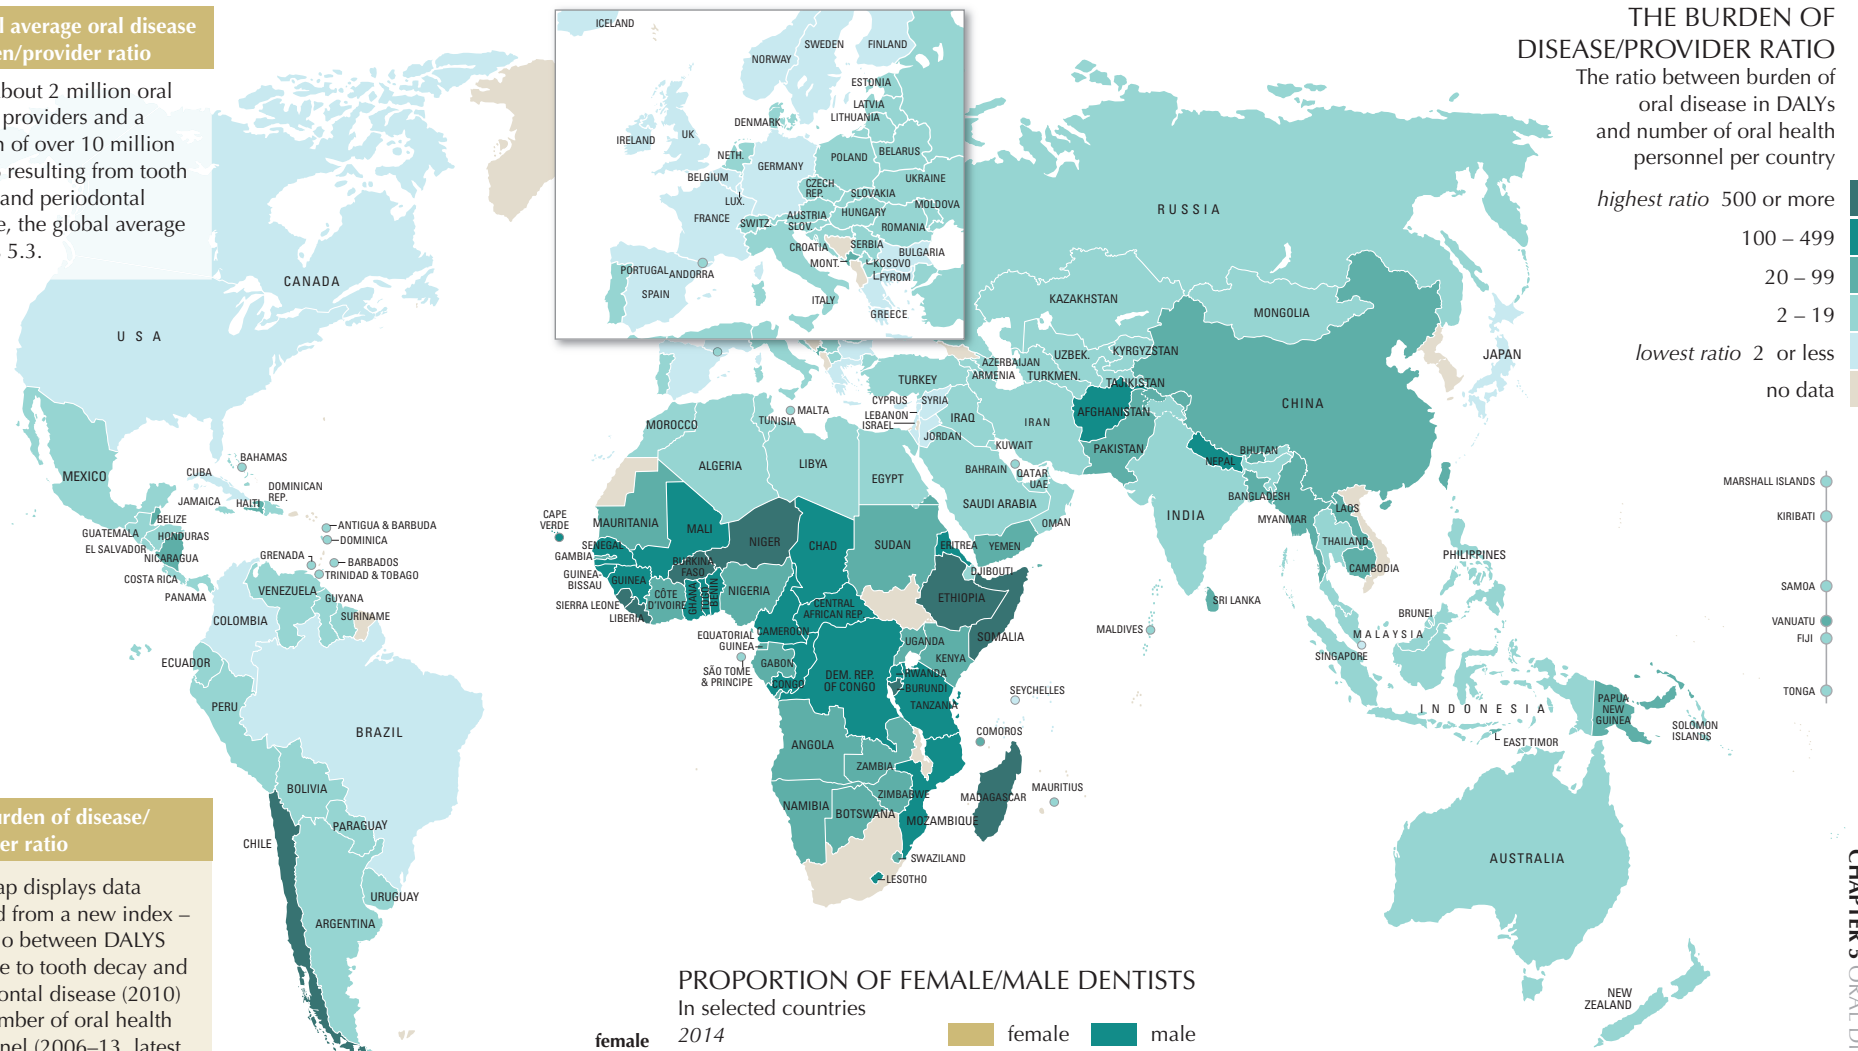 average oral disease
provider ratio
about 2 million oral
providers and a
of over 10 million
resulting from tooth
and periodontal
the global average
5.3.
THE BURDEN OF
DISEASE/PROVIDER RATIO
The ratio between burden of
oral disease in DALYs
and number of oral health
personnel per country
highest ratio 500 or more
100 – 499
20 – 99
2 – 19
lowest ratio 2 or less
no data
ICELAND
SWEDEN
FINLAND
NORWAY
ESTONIA
LATVIA
LITHUANIA
DENMARK
IRELAND
UK
NETH.
POLAND
BELARUS
GERMANY
BELGIUM
CZECH
REP.
UKRAINE
SLOVAKIA
LUX.
MOLDOVA
FRANCE
SWITZ.
AUSTRIA
HUNGARY
SLOV.
ROMANIA
CROATIA
SERBIA
BULGARIA
MONT.
KOSOVO
FYROM
PORTUGAL
ANDORRA
SPAIN
ITALY
GREECE
CANADA
USA
MEXICO
CUBA
BAHAMAS
JAMAICA
HAITI
DOMINICAN
REP.
BELIZE
GUATEMALA
HONDURAS
EL SALVADOR
NICARAGUA
COSTA RICA
PANAMA
ANTIGUA & BARBUDA
DOMINICA
GRENADA
BARBADOS
TRINIDAD & TOBAGO
VENEZUELA
GUYANA
SURINAME
COLOMBIA
ECUADOR
PERU
BRAZIL
BOLIVIA
PARAGUAY
CHILE
URUGUAY
ARGENTINA
RUSSIA
KAZAKHSTAN
MONGOLIA
UZBEK.
KYRGYZSTAN
AZERBAIJAN
ARMENIA
TURKMEN.
TAJIKISTAN
TURKEY
JAPAN
CHINA
CYPRUS
SYRIA
LEBANON
ISRAEL
IRAQ
IRAN
AFGHANISTAN
JORDAN
KUWAIT
PAKISTAN
BAHRAIN
QATAR
UAE
SAUDI ARABIA
OMAN
YEMEN
NEPAL
BHUTAN
BANGLADESH
INDIA
MYANMAR
LAOS
THAILAND
CAMBODIA
PHILIPPINES
SRI LANKA
MALDIVES
BRUNEI
MALAYSIA
SINGAPORE
INDONESIA
EAST TIMOR
PAPUA
NEW
GUINEA
SOLOMON
ISLANDS
MARSHALL ISLANDS
KIRIBATI
SAMOA
VANUATU
FIJI
TONGA
AUSTRALIA
NEW
ZEALAND
MALTA
TUNISIA
MOROCCO
ALGERIA
LIBYA
EGYPT
CAPE
VERDE
MAURITANIA
MALI
NIGER
CHAD
SUDAN
ERITREA
DJIBOUTI
SENEGAL
GAMBIA
GUINEA-
BISSAU
GUINEA
SIERRA LEONE
LIBERIA
CÔTE
D'IVOIRE
BURKINA
FASO
GHANA
TOGO
BENIN
NIGERIA
CENTRAL
AFRICAN REP.
CAMEROON
ETHIOPIA
SOMALIA
EQUATORIAL
GUINEA
SÃO TOME
& PRINCIPE
GABON
CONGO
DEM. REP.
OF CONGO
UGANDA
KENYA
RWANDA
BURUNDI
TANZANIA
SEYCHELLES
COMOROS
ANGOLA
ZAMBIA
NAMIBIA
BOTSWANA
ZIMBABWE
MOZAMBIQUE
MADAGASCAR
MAURITIUS
SWAZILAND
LESOTHO
burden of disease/
ratio
map displays data
from a new index –
between DALYS
to tooth decay and
periodontal disease (2010)
number of oral health
personnel (2006–13, latest
PROPORTION OF FEMALE/MALE DENTISTS
In selected countries
2014
female
female
male
CHAPTER 5 ORAL